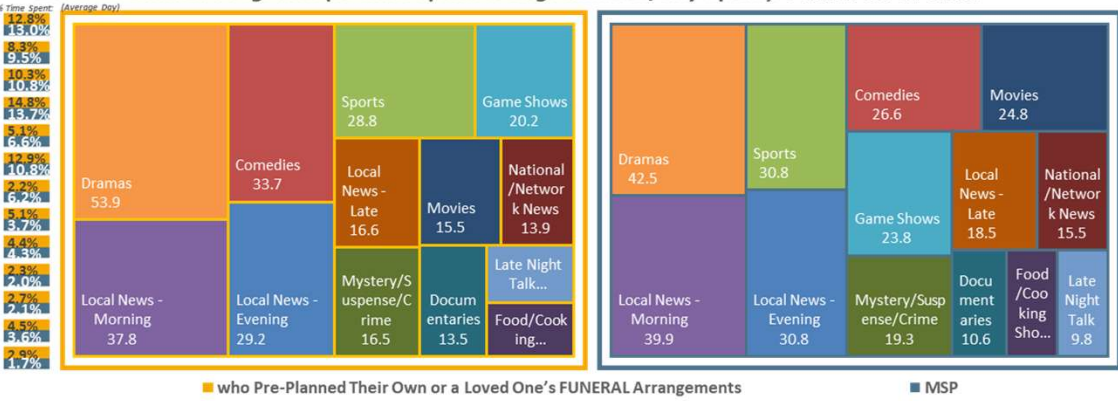 % Time Spent: (Average Day)
12.8%
13.0%
8.3%
9.5%
10.3%
10.8%
14.8%
13.7%
5.1%
6.6%
12.9%
10.8%
2.2%
6.2%
5.1%
3.7%
4.4%
4.3%
2.3%
2.0%
2.7%
2.1%
4.5%
3.6%
2.9%
1.7%
Dramas
53.9
Local News -
Morning
37.8
Comedies
33.7
Local News -
Evening
29.2
Sports
28.8
Game Shows
20.2
Local
News -
Late
16.6
Movies
15.5
National
/Networ
k News
13.9
Mystery/S
uspense/C
rime
16.5
Docum
entaries
13.5
Late Night
Talk...
Food/Cook
ing...
Dramas
42.5
Local News -
Morning
39.9
Sports
30.8
Local News -
Evening
30.8
Comedies
26.6
Movies
24.8
Game Shows
23.8
Local
News -
Late
18.5
National
/Networ
k News
15.5
Mystery/Susp
ense/Crime
19.3
Docu
ment
aries
10.6
Food
/Coo
king
Sho...
Late
Night
Talk
9.8
who Pre-Planned Their Own or a Loved One's FUNERAL Arrangements
MSP